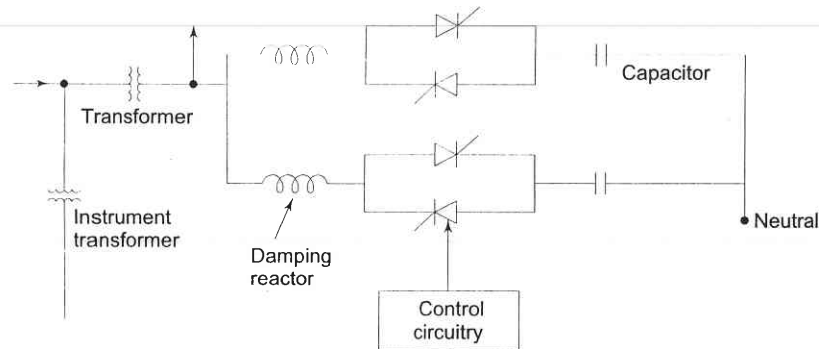 Capacitor
Transformer
Instrument
transformer
Neutral
Damping
reactor
Control
circuitry